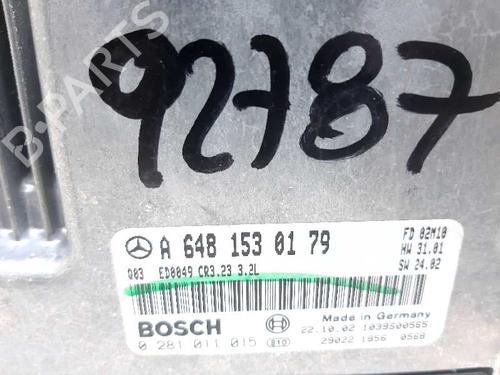 B-PARTS
92787
A 648 153 01 79
FD 02M10
HW 31.01
SW 24.02
Q03 ED0049 CR3.23 3.2L
Made in Germany
BOSCH
22.10.02 1039S00565
0 281 011 015 810
29022 1856 0568